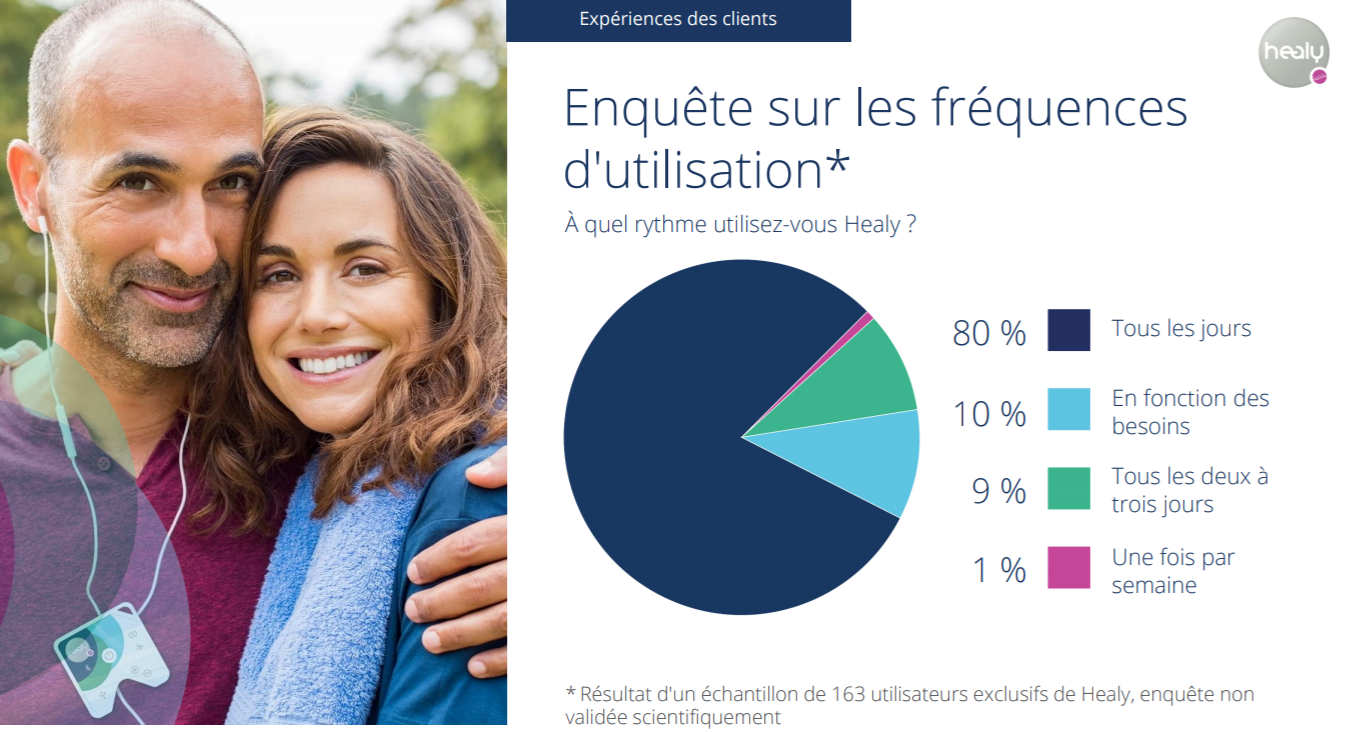 Expériences des clients
healy
Enquête sur les fréquences
d'utilisation*
À quel rythme utilisez-vous Healy ?
80 %
Tous les jours
10 %
En fonction des
besoins
9 %
Tous les deux à
trois jours
1 %
Une fois par
semaine
* Résultat d'un échantillon de 163 utilisateurs exclusifs de Healy, enquête non
validée scientifiquement
healy